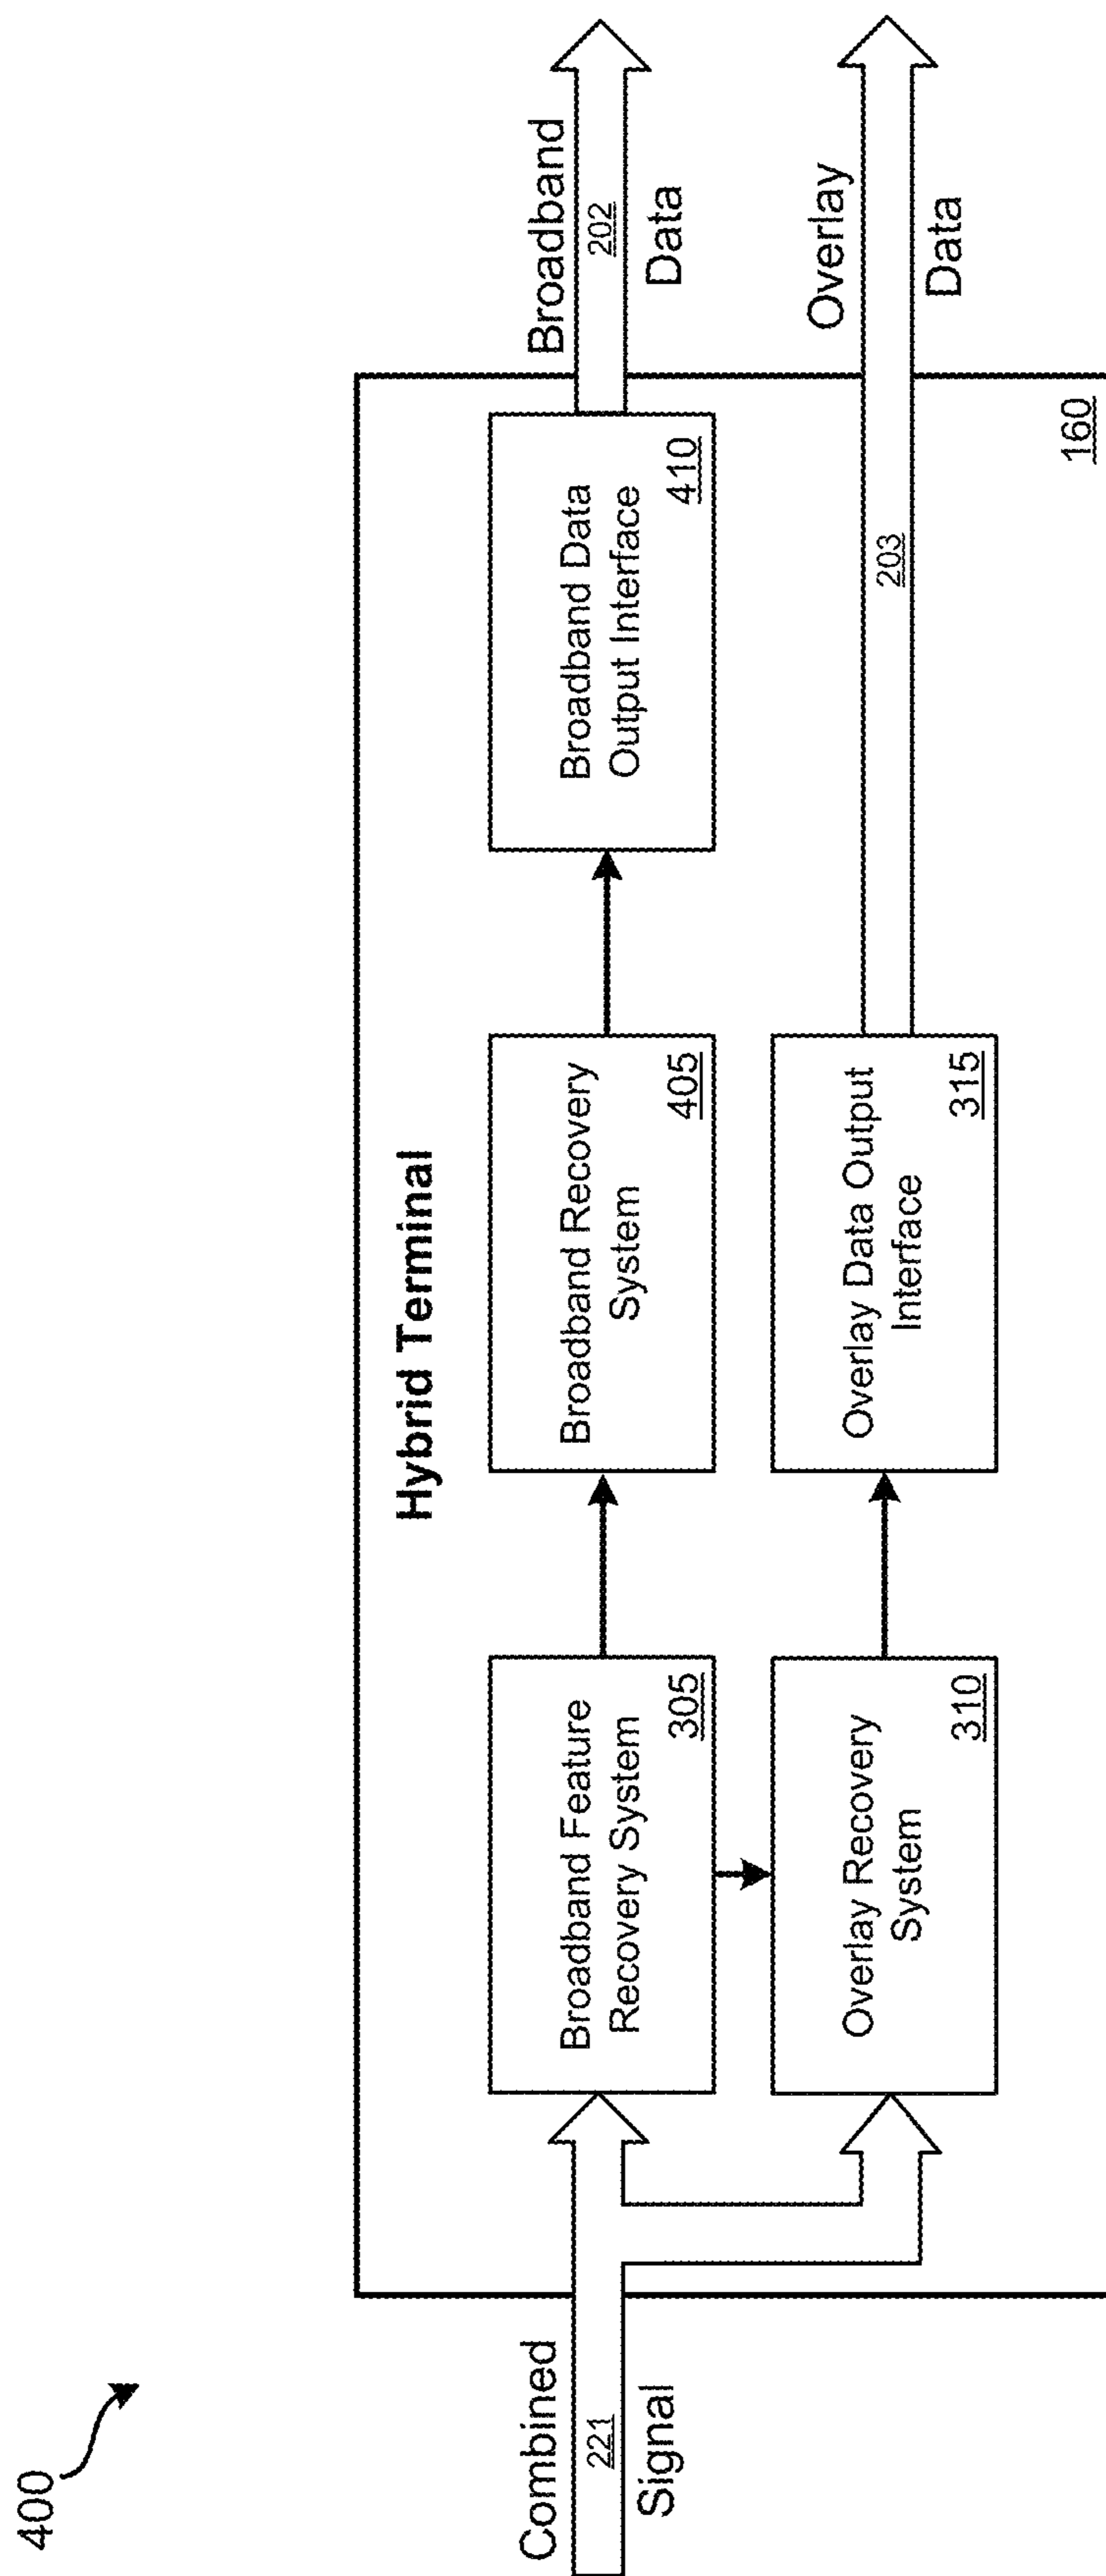 400
Hybrid Terminal
Combined
221
Signal
Broadband Feature
Recovery System
305
Broadband Recovery
System
405
Broadband Data
Output Interface
410
Broadband
202
Data
Overlay Recovery
System
310
Overlay Data Output
Interface
315
203
Overlay
Data
160